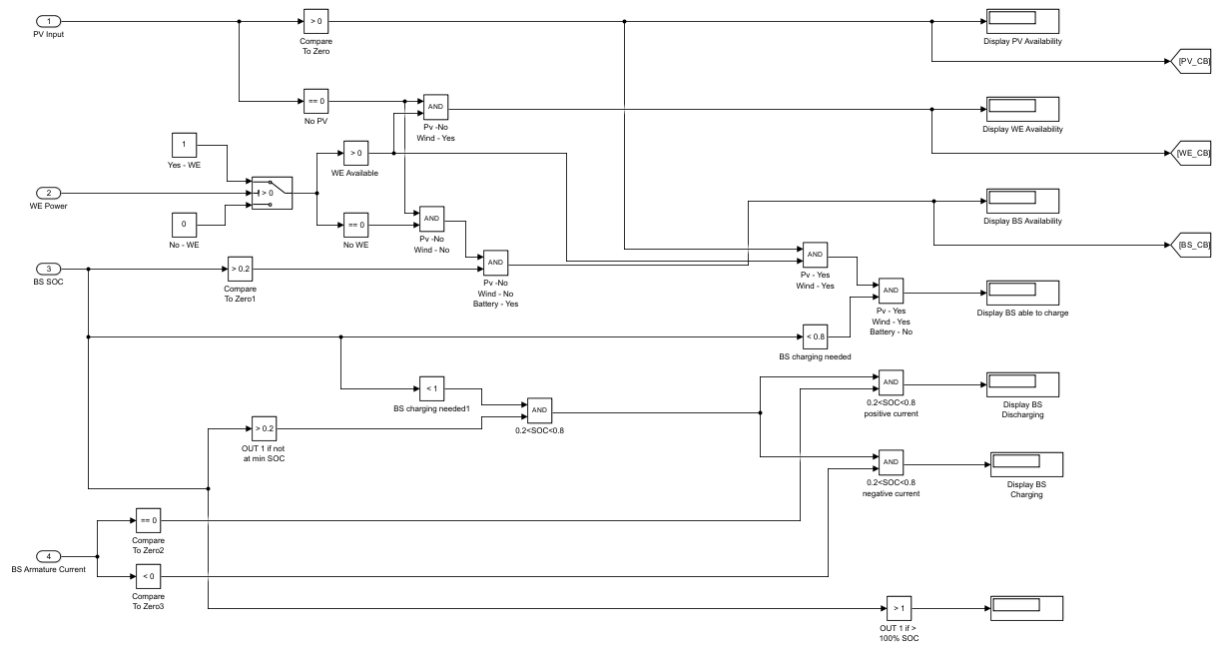 1
PV Input
> 0
Compare
To Zero
Display PV Availability
[PV_CB]
== 0
No PV
AND
Pv -No
Wind - Yes
Display WE Availability
1
Yes - WE
> 0
WE Available
[WE_CB]
2
WE Power
> 0
0
No - WE
== 0
No WE
AND
Pv -No
Wind - No
Display BS Availability
[BS_CB]
3
BS SOC
> 0.2
Compare
To Zero1
AND
Pv -No
Wind - No
Battery - Yes
AND
Pv - Yes
Wind - Yes
AND
Pv - Yes
Wind - Yes
Battery - No
Display BS able to charge
< 0.8
BS charging needed
< 1
BS charging needed1
AND
0.2<SOC<0.8
AND
0.2<SOC<0.8
positive current
Display BS
Discharging
> 0.2
OUT 1 if not
at min SOC
AND
0.2<SOC<0.8
negative current
Display BS
Charging
== 0
Compare
To Zero2
4
BS Armature Current
< 0
Compare
To Zero3
> 1
OUT 1 if >
100% SOC